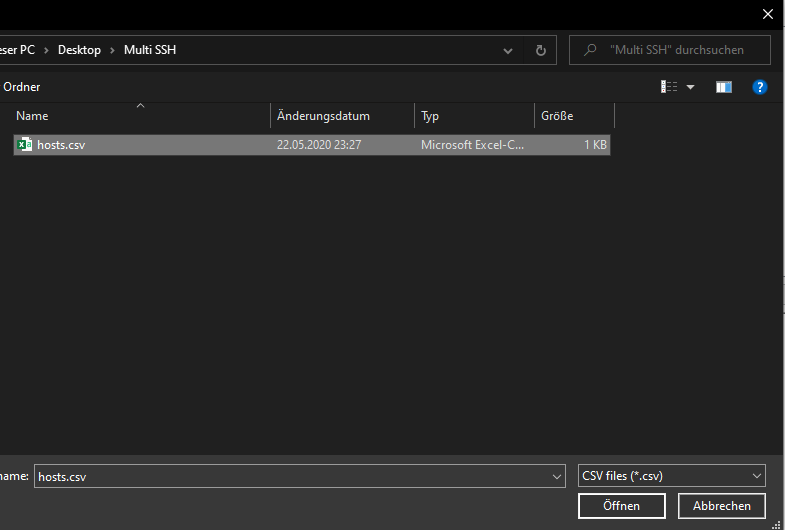 eser PC > Desktop > Multi SSH
"Multi SSH" durchsuchen
Ordner
?
Name Änderungsdatum Typ Größe
hosts.csv 22.05.2020 23:27 Microsoft Excel-C... 1 KB
name: hosts.csv CSV files (*.csv)
Öffnen Abbrechen